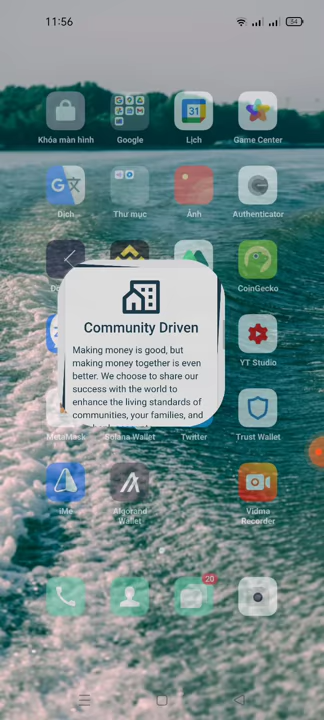 11:56
54
Khóa màn hình
Google
Lịch
Game Center
31
G
Dịch
Thư mục
Ảnh
Authenticator
CoinGecko
Community Driven
Making money is good, but
making money together is even
better. We choose to share our
success with the world to
enhance the living standards of
communities, your families, and
YT Studio
MetaMask
Solana Wallet
Twitter
Trust Wallet
iMe
Algorand
Wallet
Vidma
Recorder
20